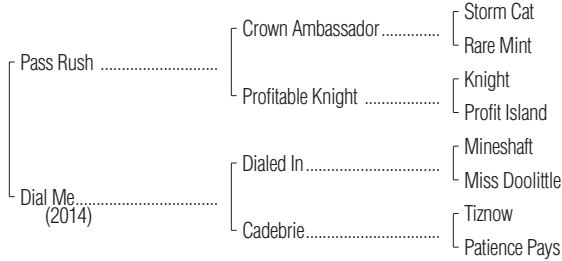 Storm Cat
Crown Ambassador..............
Rare Mint
Pass Rush ............................
Knight
Profitable Knight ..................
Profit Island
Mineshaft
Dialed In................................
Miss Doolittle
Dial Me..................................
(2014)
Tiznow
Cadebrie................................
Patience Pays